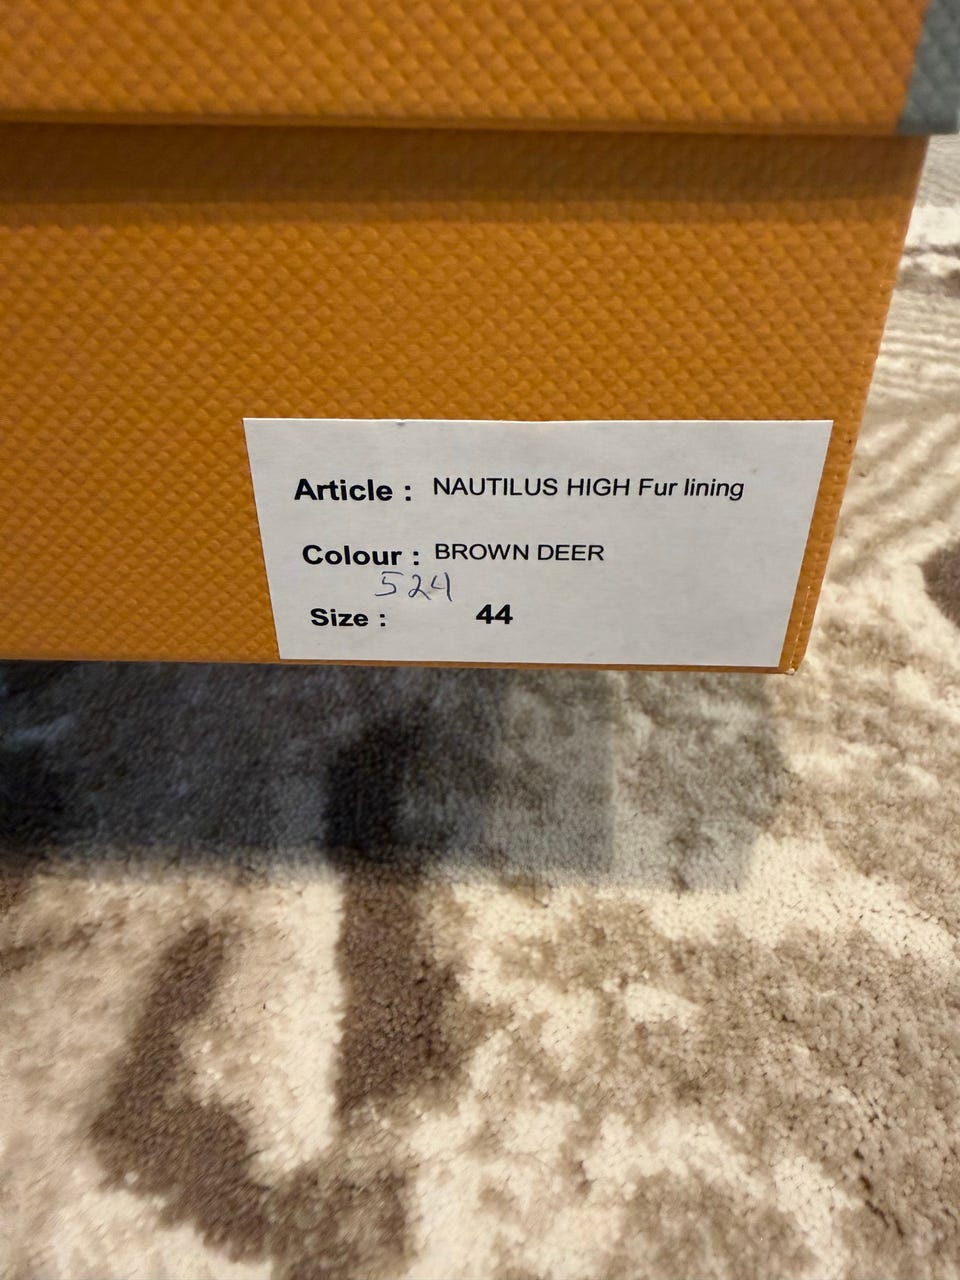 Article : NAUTILUS HIGH Fur lining
Colour : BROWN DEER
524
Size : 44